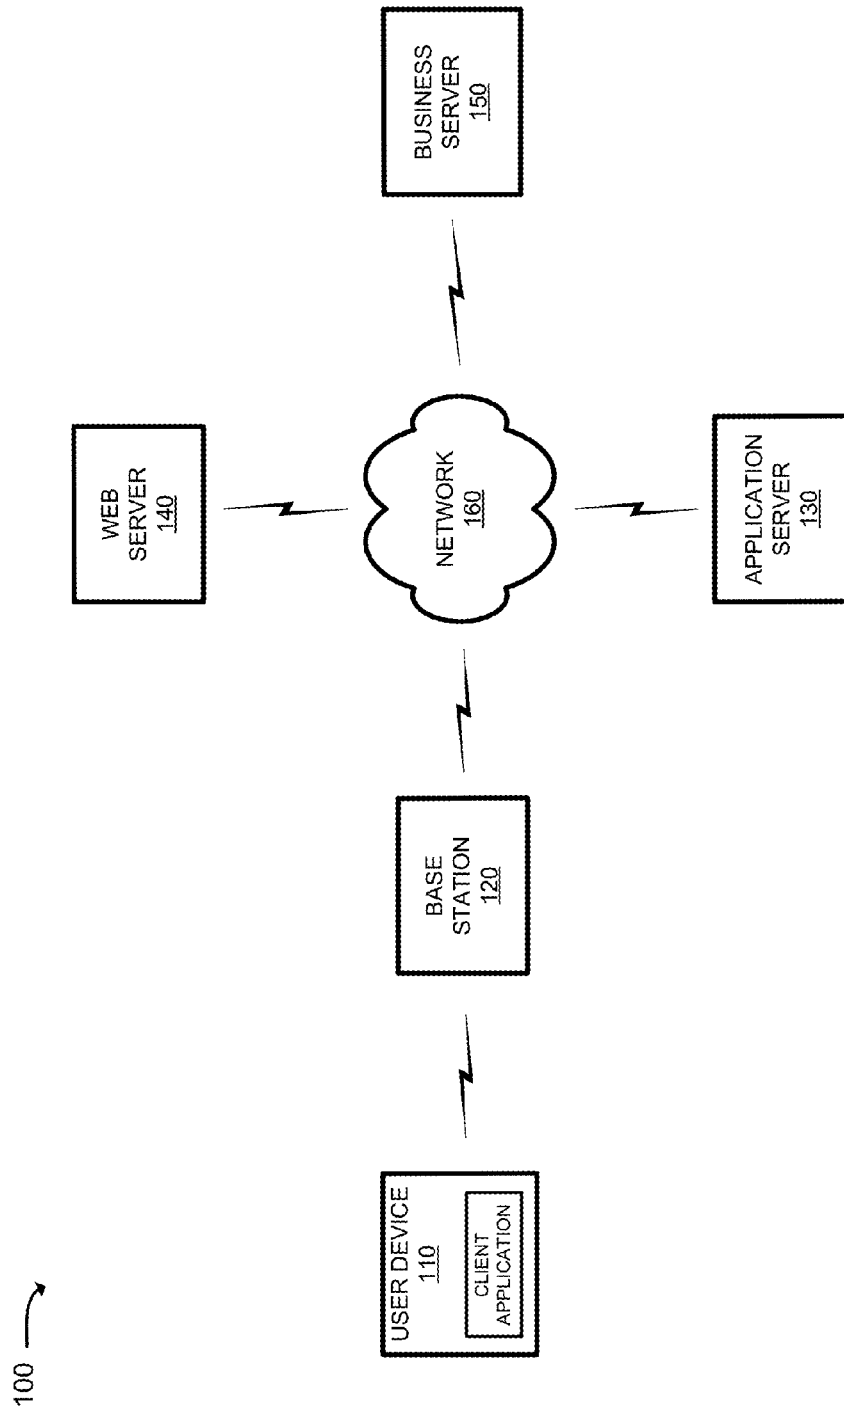 100
WEB
SERVER
140
USER DEVICE
110
CLIENT
APPLICATION
BASE
STATION
120
NETWORK
160
BUSINESS
SERVER
150
APPLICATION
SERVER
130